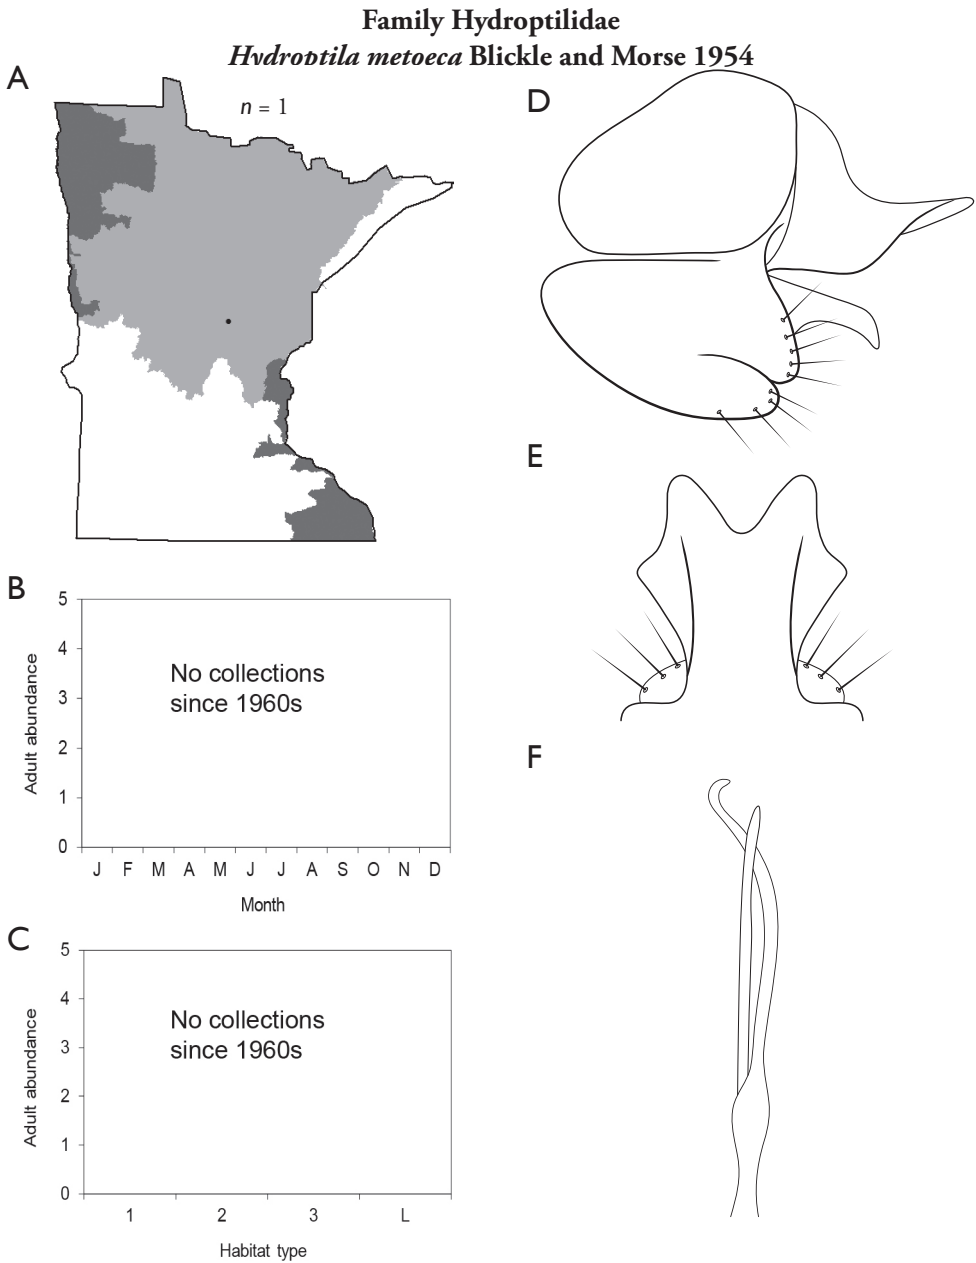 Family Hydroptilidae
Hydroptila metoeca Blickle and Morse 1954
A
n = 1
D
E
B
5
4
3
2
1
0
Adult abundance
No collections
since 1960s
J F M A M J J A S O N D
Month
F
C
5
4
3
2
1
0
Adult abundance
No collections
since 1960s
1 2 3 L
Habitat type